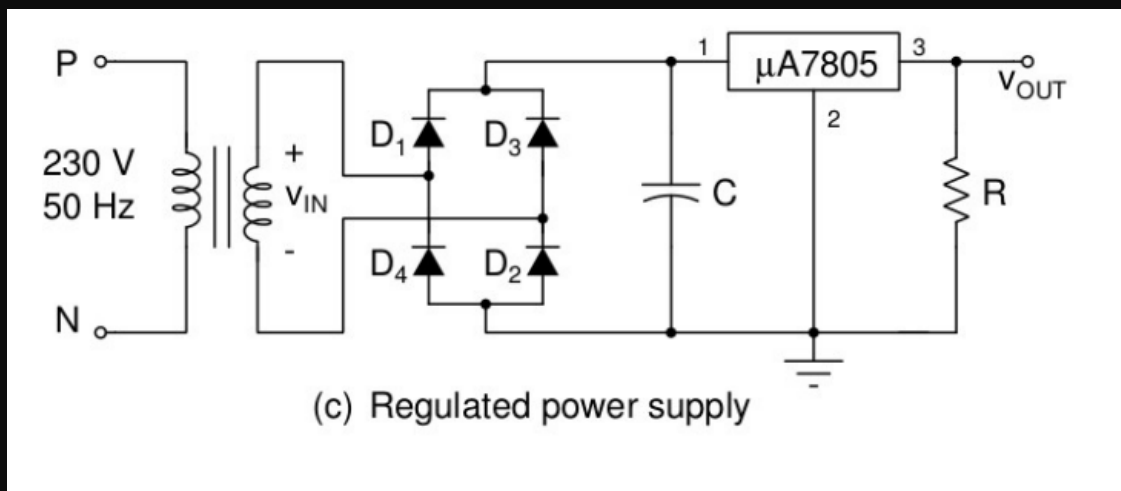 P
1
μA7805
3
VOUT
2
D1
D3
230 V
50 Hz
+
VIN
-
C
R
D4
D2
N
(c) Regulated power supply